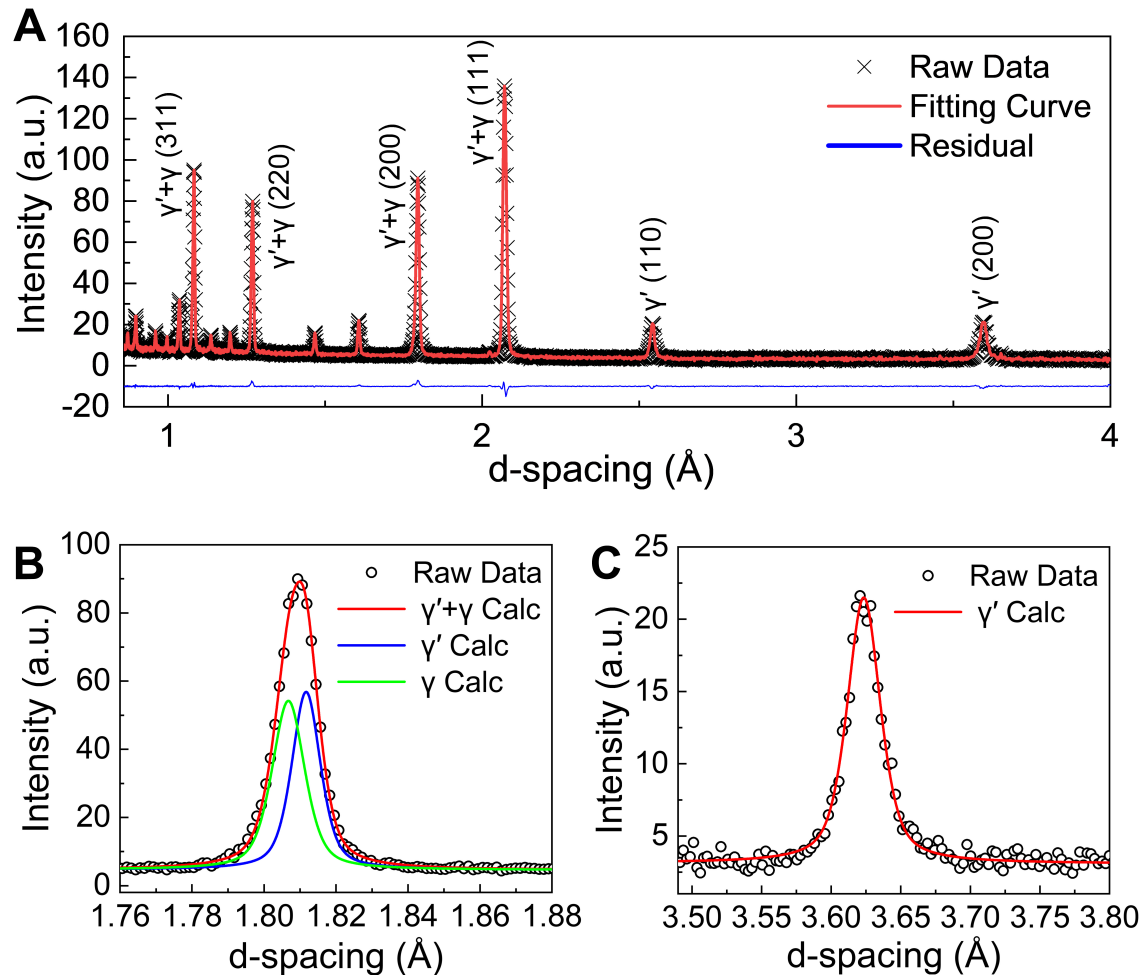 A
Intensity (a.u.)
160
140
120
100
80
60
40
20
0
-20
γ′+γ (311)
γ′+γ (220)
γ′+γ (200)
γ′+γ (111)
γ′ (110)
γ′ (200)
Raw Data
Fitting Curve
Residual
1 2 3 4
d-spacing (Å)
B
Intensity (a.u.)
100
80
60
40
20
0
Raw Data
γ′+γ Calc
γ′ Calc
γ Calc
1.76 1.78 1.80 1.82 1.84 1.86 1.88
d-spacing (Å)
C
Intensity (a.u.)
25
20
15
10
5
Raw Data
γ′ Calc
3.50 3.55 3.60 3.65 3.70 3.75 3.80
d-spacing (Å)